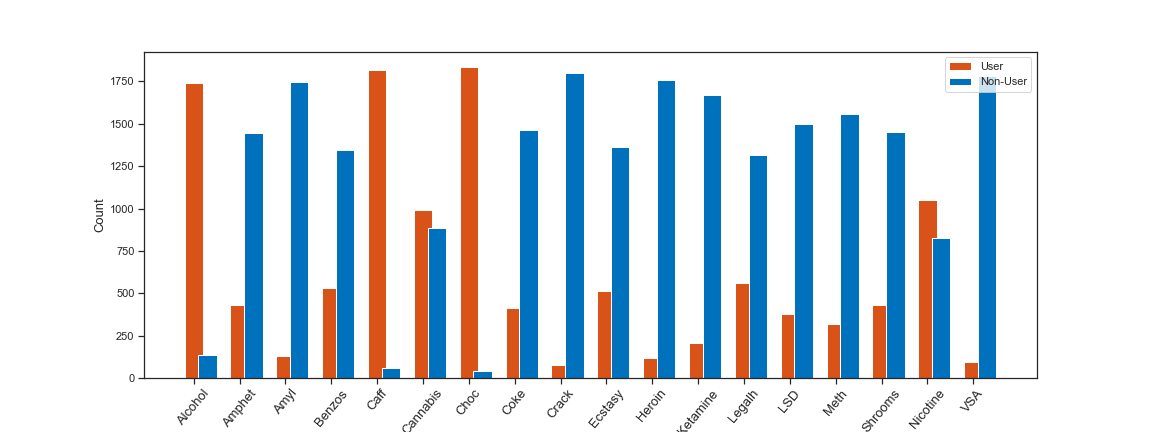 User
Non-User
1750
1500
1250
1000
750
500
250
0
Count
Alcohol
Amphet
Amyl
Benzos
Caff
Cannabis
Choc
Coke
Crack
Ecstasy
Heroin
Ketamine
Legalh
LSD
Meth
Shrooms
Nicotine
VSA